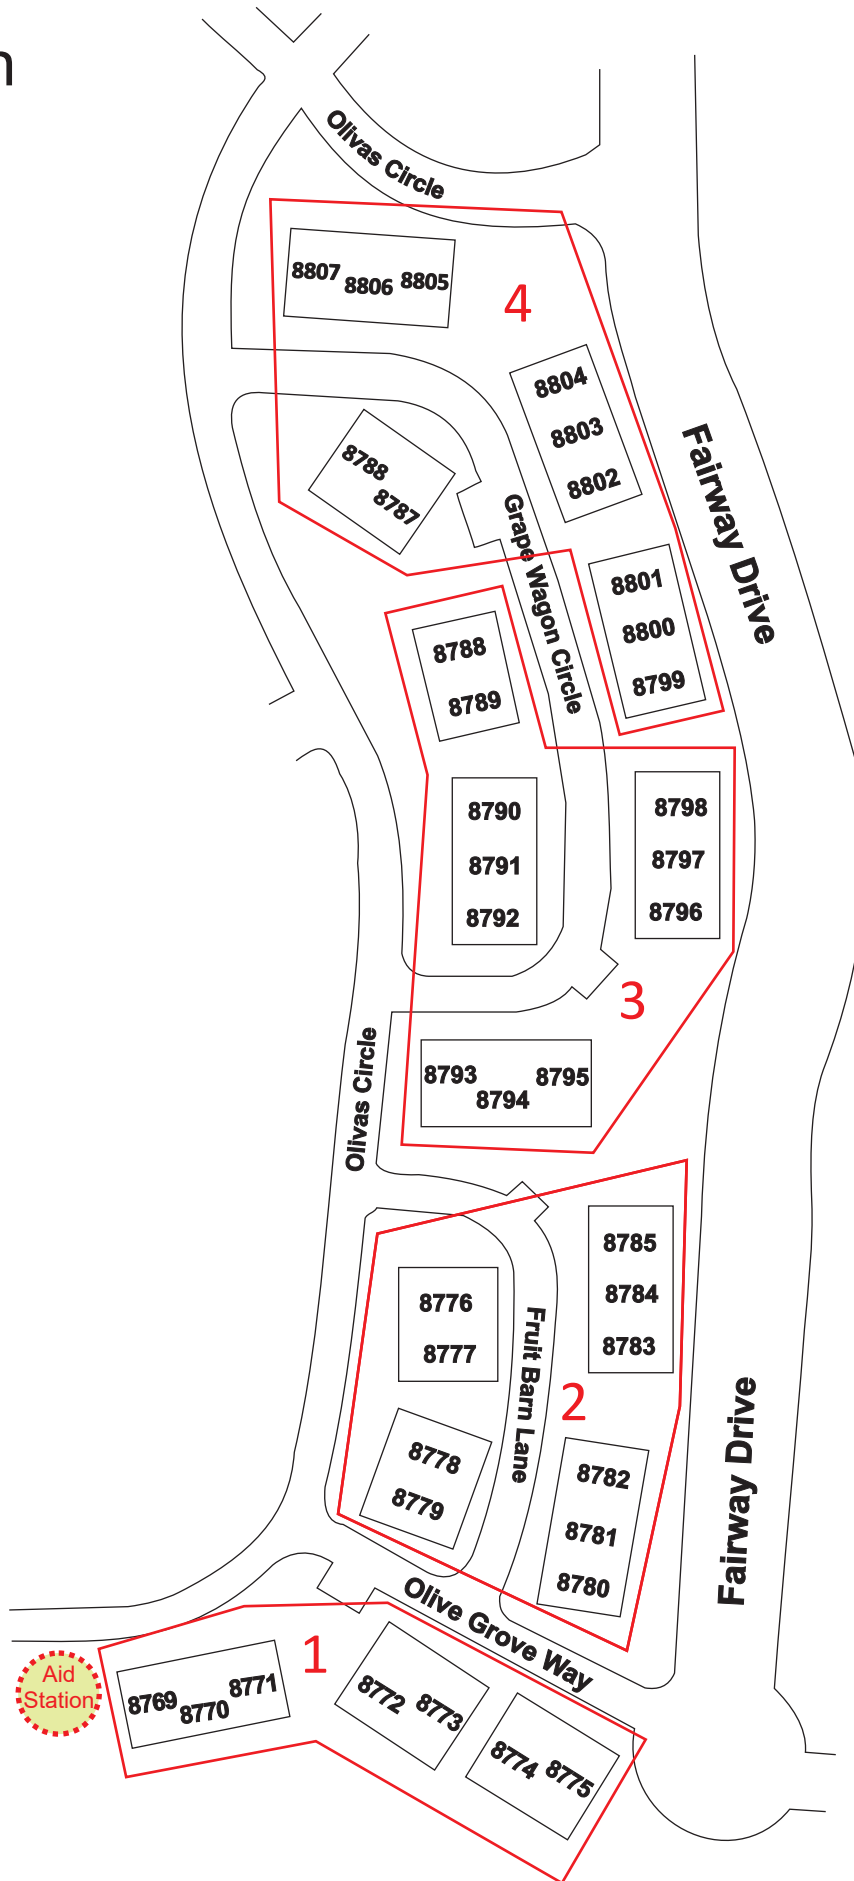 n
Olivas Circle
8807 8806 8805
4
8804
8803
8802
8788
8787
Grape Wagon Circle
Fairway Drive
8801
8800
8799
8788
8789
8790
8791
8792
8798
8797
8796
3
Olivas Circle
8793 8794 8795
8785
8784
8783
8776
8777
Fruit Barn Lane
2
8778
8779
8782
8781
8780
Fairway Drive
Olive Grove Way
1
Aid
Station
8769 8770 8771
8772 8773
8774 8775